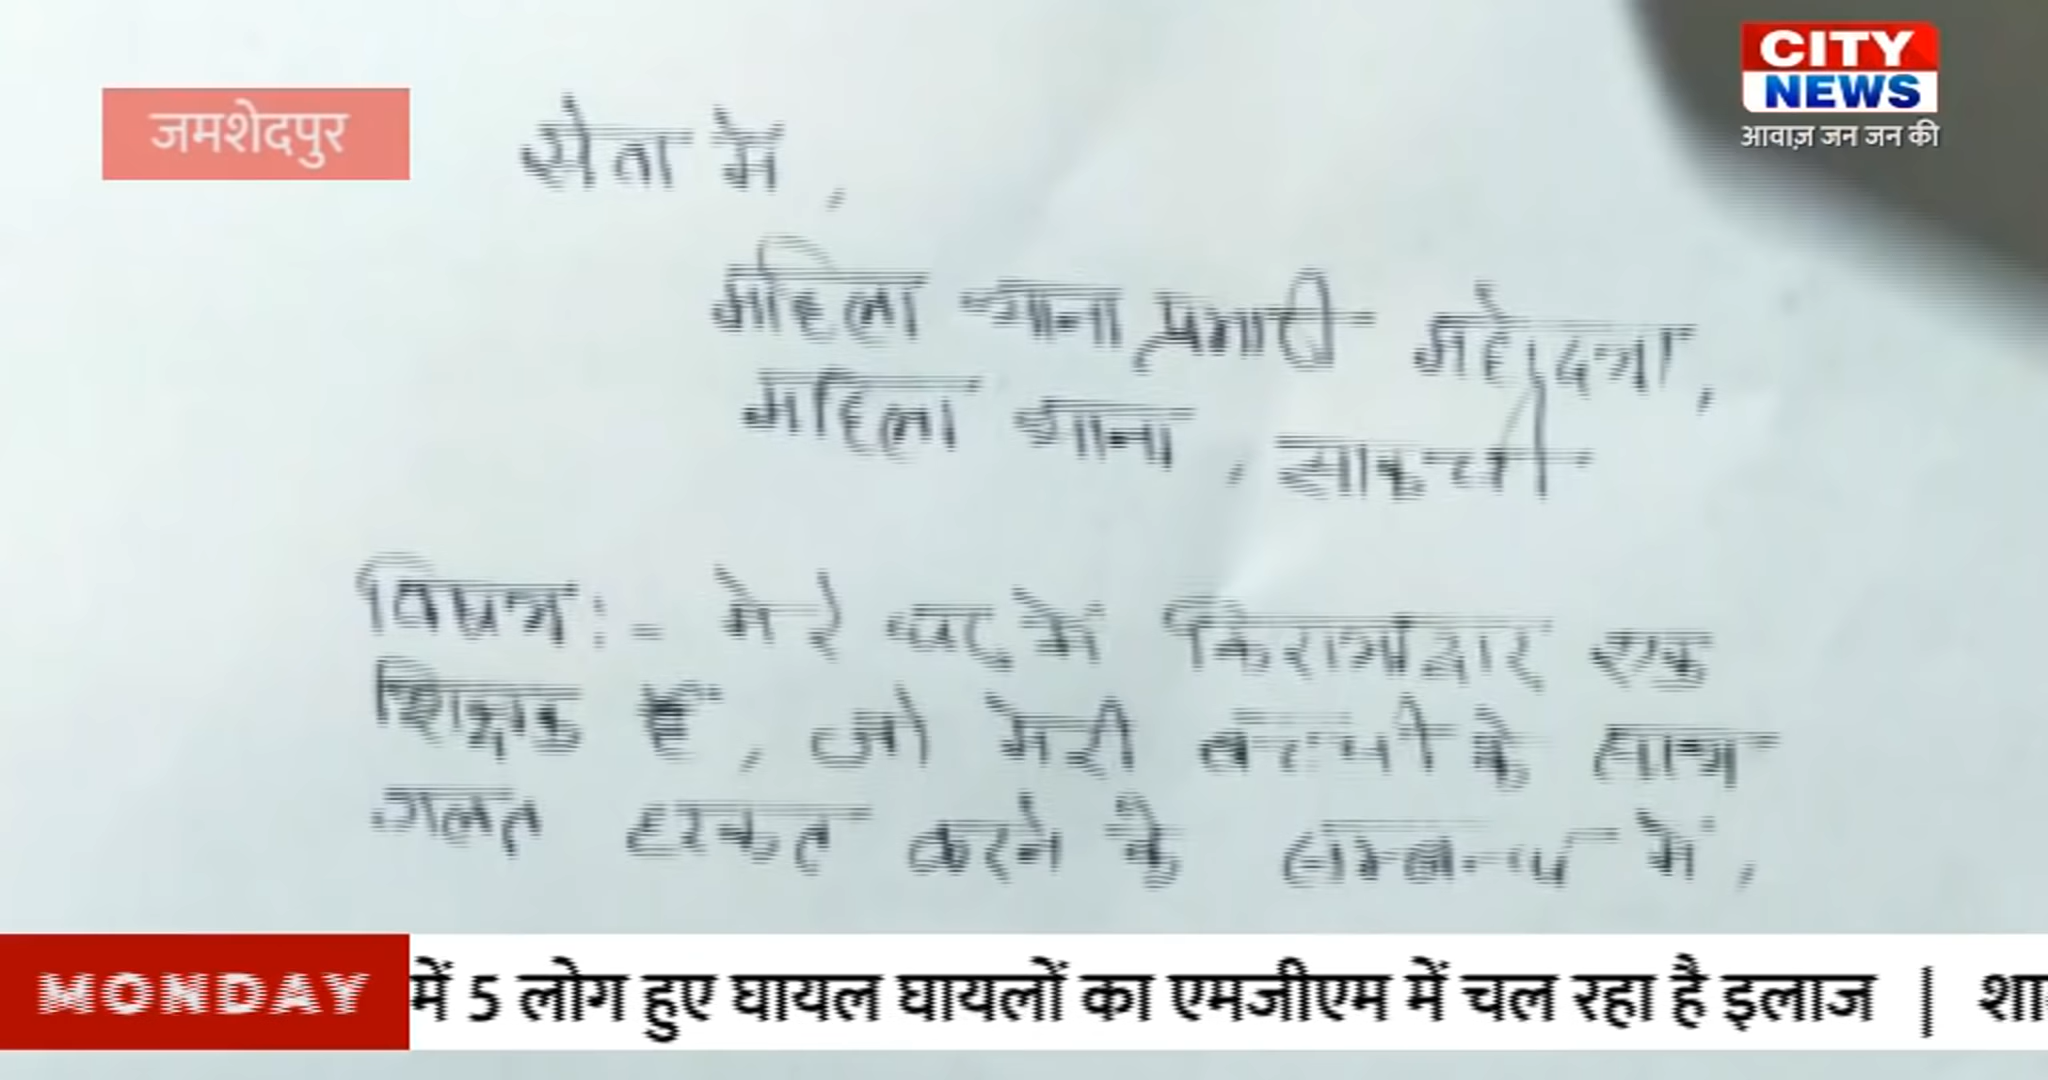 CITY
NEWS
आवाज़ जन जन की
जमशेदपुर
सेवा में,
महिला थाना प्रभारी महोदया,
महिला थाना, साकची
विषय:- मेरे घर में किरायादार एक
शिक्षक हैं, जो मेरी बच्ची के साथ
गलत हरकत करने के सम्बन्ध में,
MONDAY
में 5 लोग हुए घायल घायलों का एमजीएम में चल रहा है इलाज |